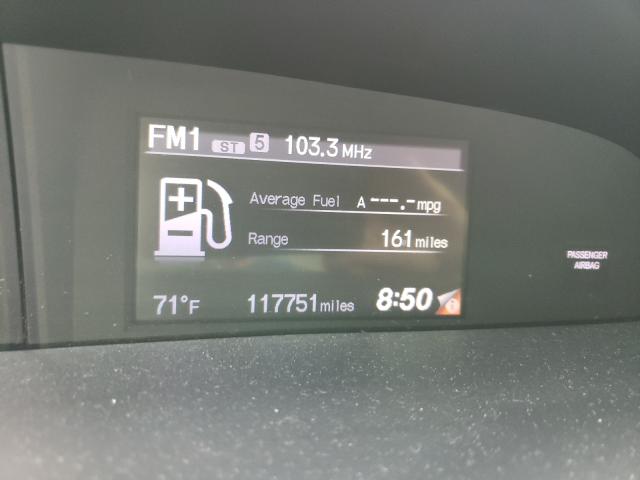 FM1 ST 5 103.3 MHz
Average Fuel A ---.- mpg
Range 161 miles
PASSENGER
AIRBAG
71°F 117751 miles 8:50 i